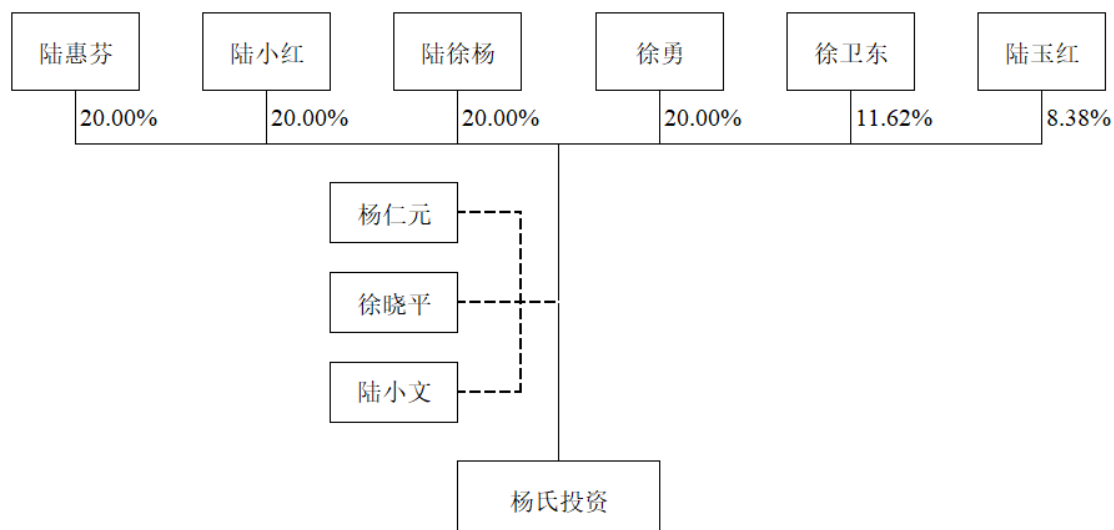 陆惠芬
陆小红
陆徐杨
徐勇
徐卫东
陆玉红
20.00%
20.00%
20.00%
20.00%
11.62%
8.38%
杨仁元
徐晓平
陆小文
杨氏投资